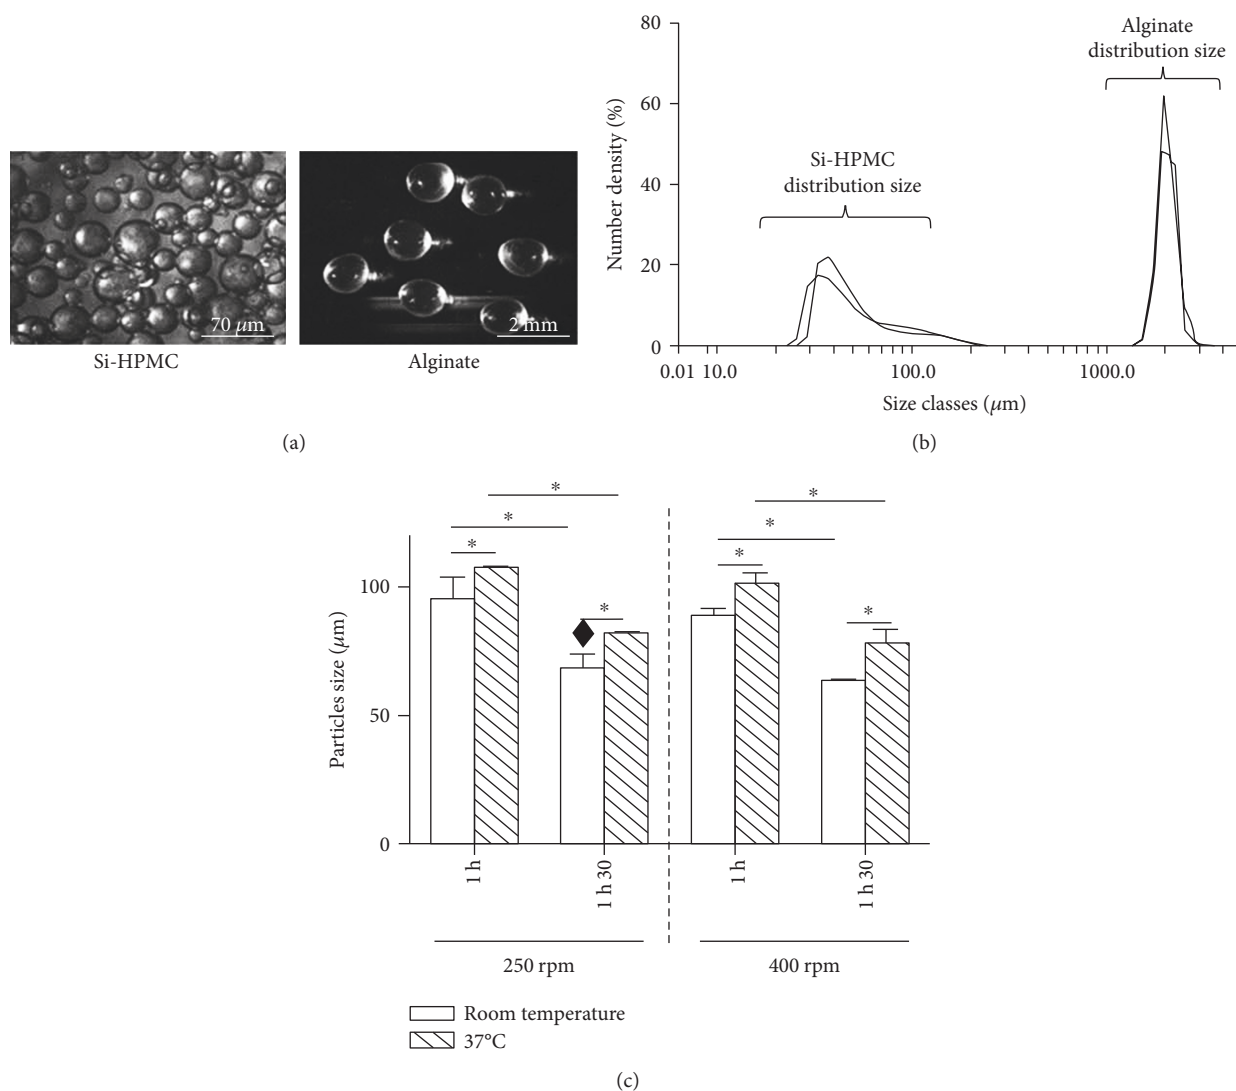 70 μm
Si-HPMC
2 mm
Alginate
(a)
80
60
40
20
0
Number density (%)
Si-HPMC
distribution size
Alginate
distribution size
0.01 10.0 100.0 1000.0
Size classes (μm)
(b)
100
50
0
Particles size (μm)
*
*
*
*
*
*
*
*
1 h
1 h 30
1 h
1 h 30
250 rpm
400 rpm
Room temperature
37°C
(c)